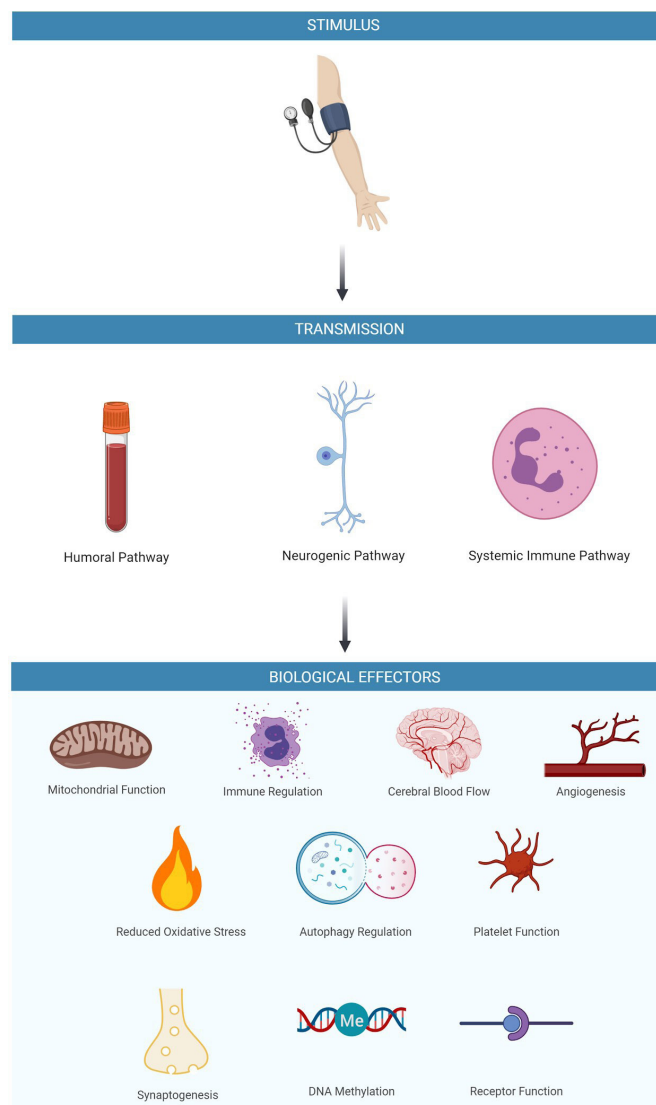 STIMULUS
TRANSMISSION
Humoral Pathway
Neurogenic Pathway
Systemic Immune Pathway
BIOLOGICAL EFFECTORS
Mitochondrial Function
Immune Regulation
Cerebral Blood Flow
Angiogenesis
Reduced Oxidative Stress
Autophagy Regulation
Platelet Function
Me
Synaptogenesis
DNA Methylation
Receptor Function